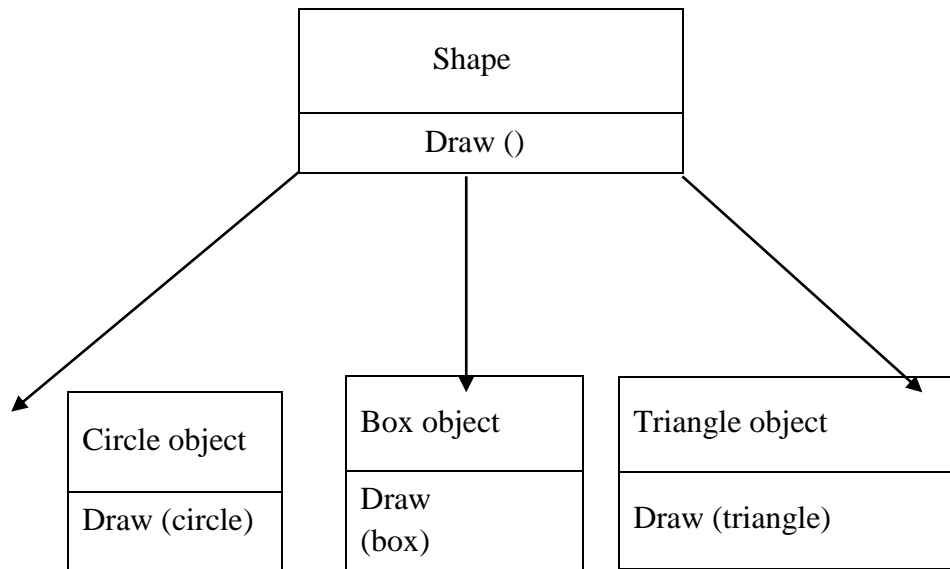 Shape
Draw ()
Circle object
Draw (circle)
Box object
Draw
(box)
Triangle object
Draw (triangle)